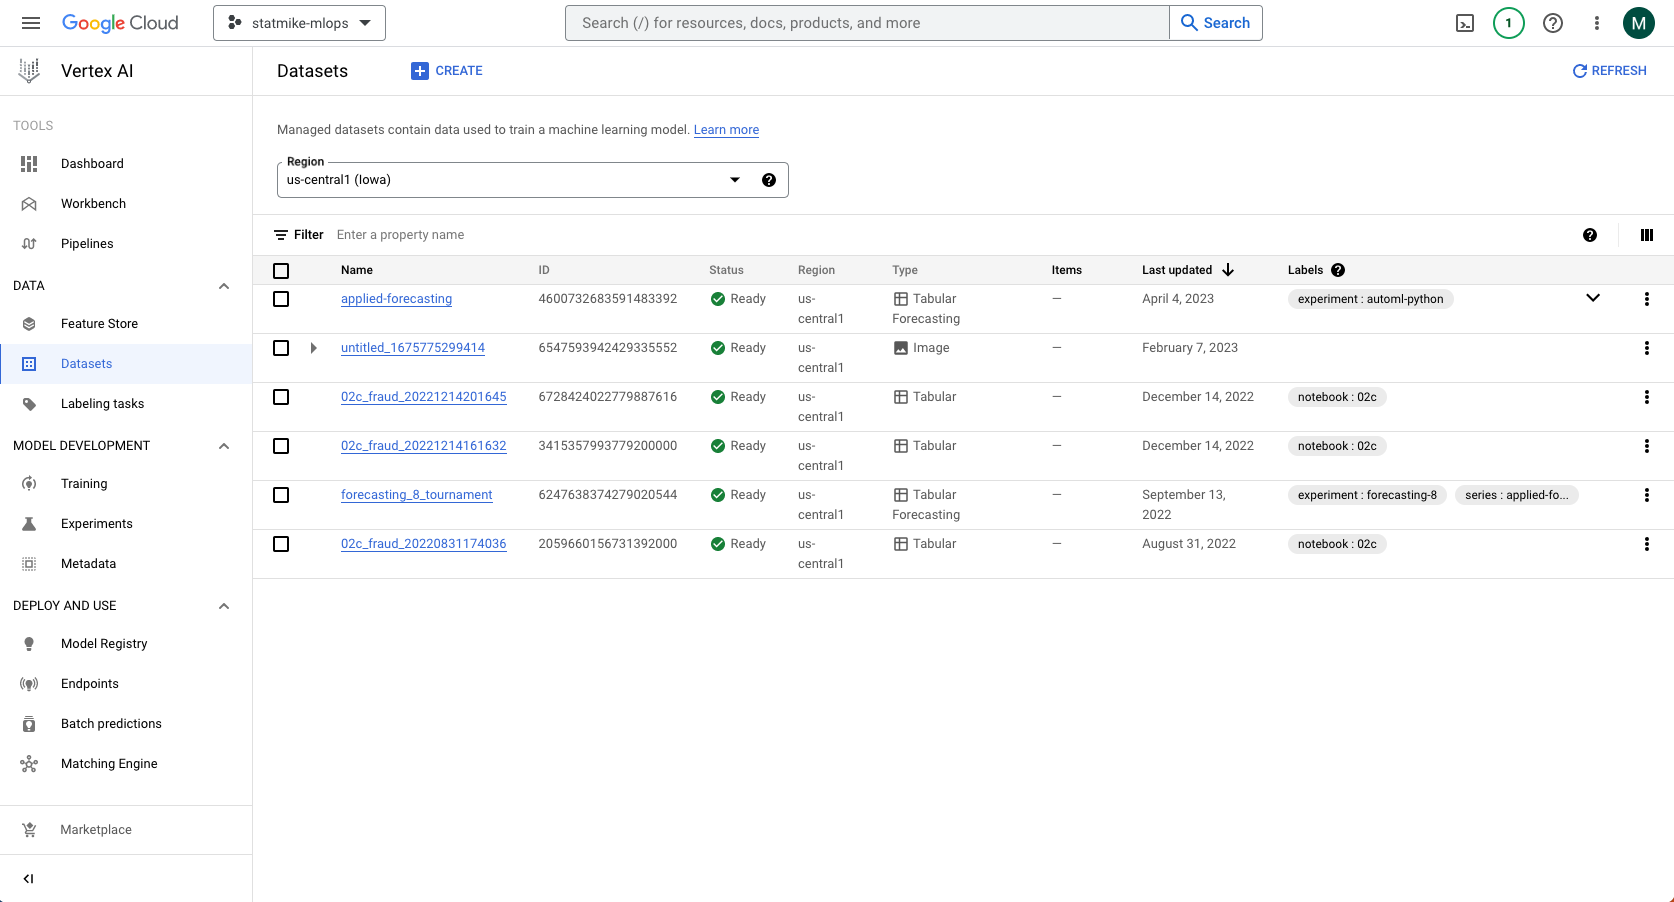 Google Cloud
statmike-mlops
Search (/) for resources, docs, products, and more
Search
1
M
Vertex AI
Datasets
CREATE
REFRESH
TOOLS
Dashboard
Workbench
Pipelines
DATA
Feature Store
Datasets
Labeling tasks
MODEL DEVELOPMENT
Training
Experiments
Metadata
DEPLOY AND USE
Model Registry
Endpoints
Batch predictions
Matching Engine
Marketplace
Managed datasets contain data used to train a machine learning model. Learn more
Region
us-central1 (Iowa)
Filter Enter a property name
Name ID Status Region Type Items Last updated Labels
applied-forecasting 4600732683591483392 Ready us- Tabular — April 4, 2023 experiment : automl-python
central1 Forecasting
untitled_1675775299414 6547593942429335552 Ready us- Image — February 7, 2023
central1
02c_fraud_20221214201645 6728424022779887616 Ready us- Tabular — December 14, 2022 notebook : 02c
central1
02c_fraud_20221214161632 3415357993779200000 Ready us- Tabular — December 14, 2022 notebook : 02c
central1
forecasting_8_tournament 6247638374279020544 Ready us- Tabular — September 13, experiment : forecasting-8 series : applied-fo...
central1 Forecasting 2022
02c_fraud_20220831174036 2059660156731392000 Ready us- Tabular — August 31, 2022 notebook : 02c
central1